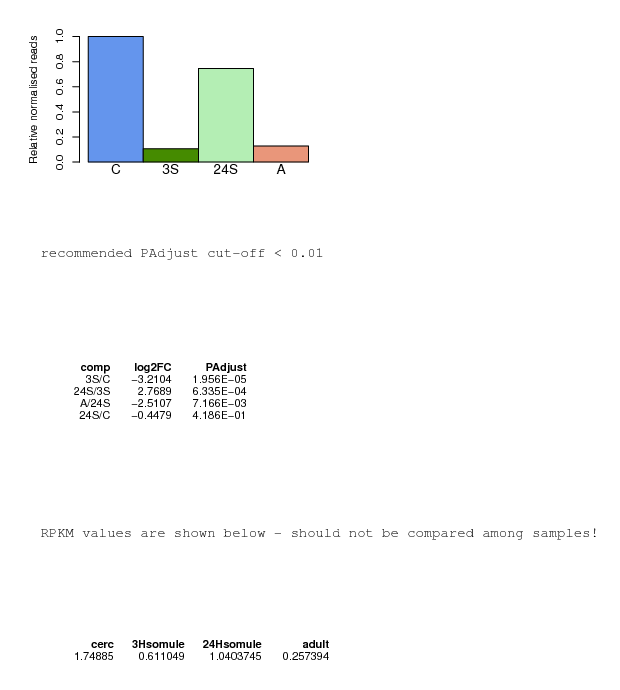 Relative normalised reads
1.0
0.8
0.6
0.4
0.2
0.0
C 3S 24S A
recommended PAdjust cut-off < 0.01
comp log2FC PAdjust
3S/C −3.2104 1.956E−05
24S/3S 2.7689 6.335E−04
A/24S −2.5107 7.166E−03
24S/C −0.4479 4.186E−01
RPKM values are shown below - should not be compared among samples!
cerc 3Hsomule 24Hsomule adult
1.74885 0.611049 1.0403745 0.257394